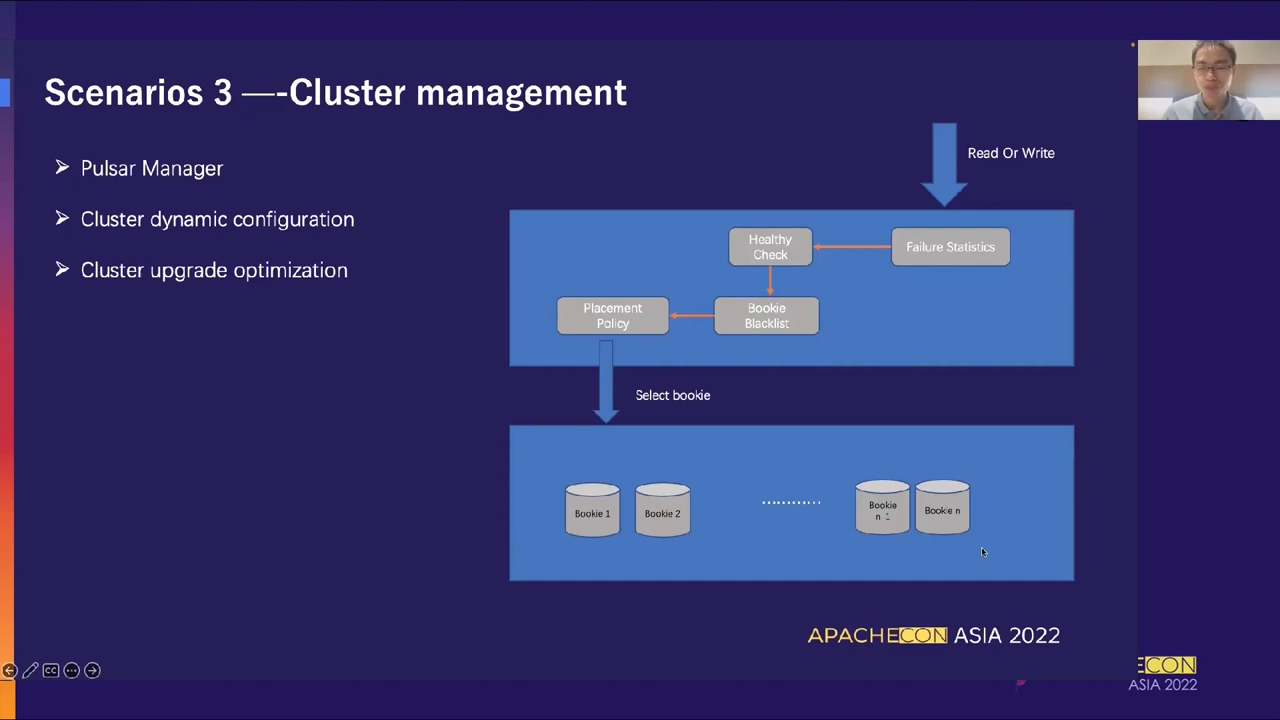 Scenarios 3 —-Cluster management
Pulsar Manager
Cluster dynamic configuration
Cluster upgrade optimization
Read Or Write
Healthy
Check
Failure Statistics
Placement
Policy
Bookie
Blacklist
Select bookie
Bookie 1
Bookie 2
............
Bookie
n-1
Bookie n
APACHECON ASIA 2022
CC
ECON
ASIA 2022